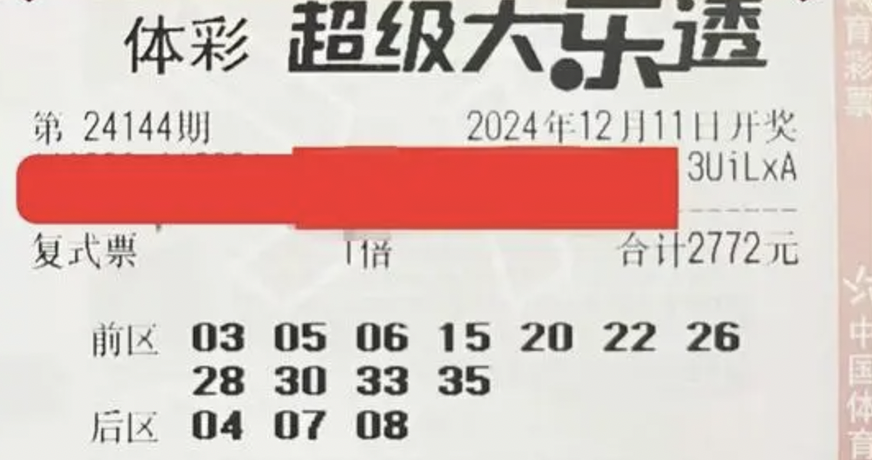 体彩 超级大乐透
第 24144期 2024年12月11日开奖
3UiLxA
复式票 1倍 合计2772元
前区 03 05 06 15 20 22 26
28 30 33 35
后区 04 07 08
育彩票
中国体育